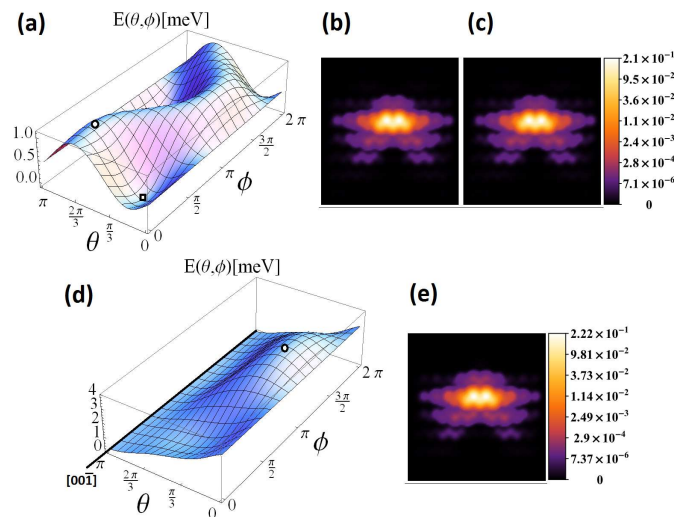 (a)
E(θ,ϕ)[meV]
1.0
0.5
0.0
π
2π/3
π/3
0
θ
0
π/2
π
3π/2
2 π
ϕ
(b)
(c)
2.1×10⁻¹
9.5×10⁻²
3.6×10⁻²
1.1×10⁻²
2.4×10⁻³
2.8×10⁻⁴
7.1×10⁻⁶
0
(d)
E(θ,ϕ)[meV]
4
3
2
1
0
π
[001̄]
2π/3
π/3
0
θ
0
π/2
π
3π/2
2 π
ϕ
(e)
2.22×10⁻¹
9.81×10⁻²
3.73×10⁻²
1.14×10⁻²
2.49×10⁻³
2.9×10⁻⁴
7.37×10⁻⁶
0